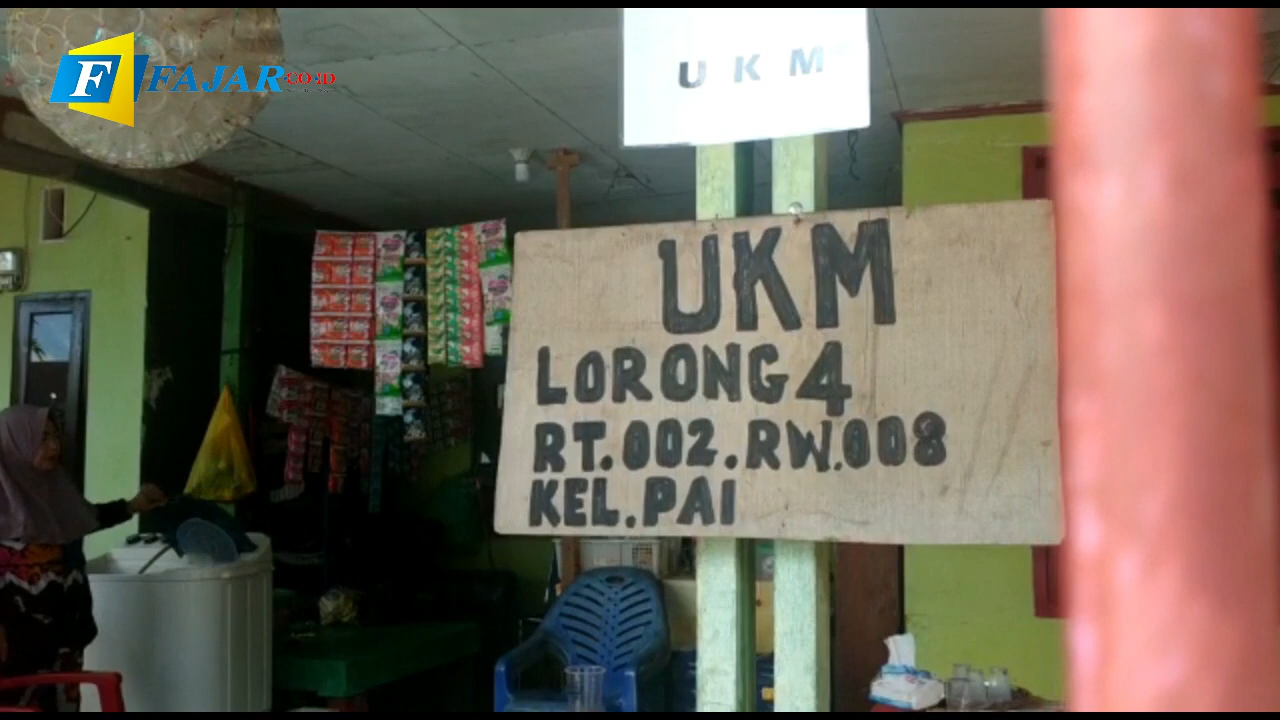 F FAJAR.CO.ID
UKM
UKM
LORONG 4
RT.002.RW.008
KEL.PAI